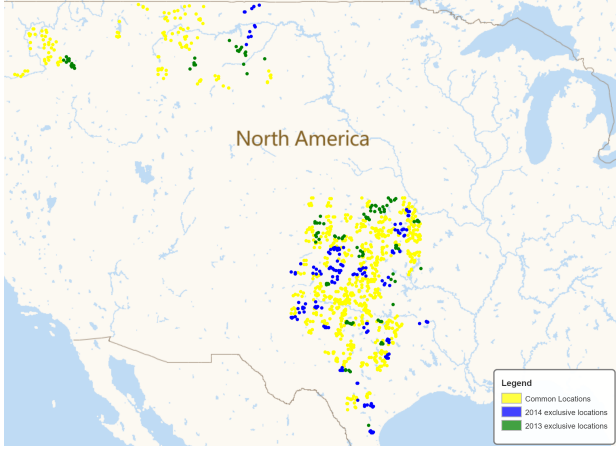 North America
Legend
Common Locations
2014 exclusive locations
2013 exclusive locations